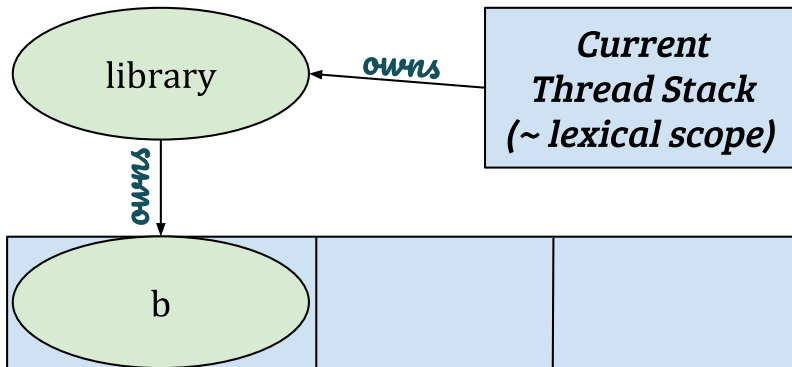 library
owns
Current
Thread Stack
(~ lexical scope)
owns
b